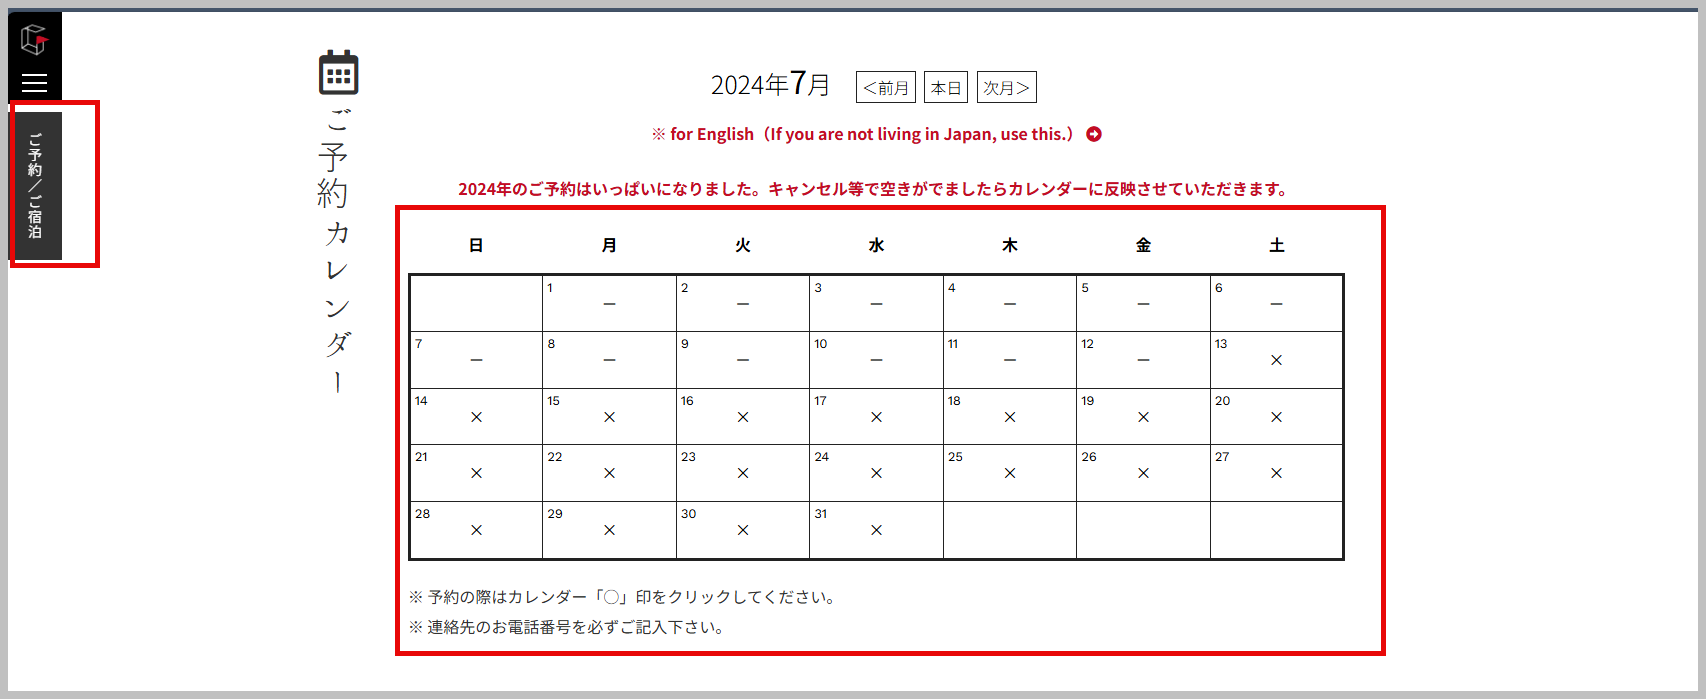 ご予約／ご宿泊
ご予約カレンダー
2024年7月 ＜前月 本日 次月＞
※ for English（If you are not living in Japan, use this.）
2024年のご予約はいっぱいになりました。キャンセル等で空きがでましたらカレンダーに反映させていただきます。
日 月 火 水 木 金 土
1 － 2 － 3 － 4 － 5 － 6 －
7 － 8 － 9 － 10 － 11 － 12 － 13 ×
14 × 15 × 16 × 17 × 18 × 19 × 20 ×
21 × 22 × 23 × 24 × 25 × 26 × 27 ×
28 × 29 × 30 × 31 ×
※ 予約の際はカレンダー「〇」印をクリックしてください。
※ 連絡先のお電話番号を必ずご記入下さい。